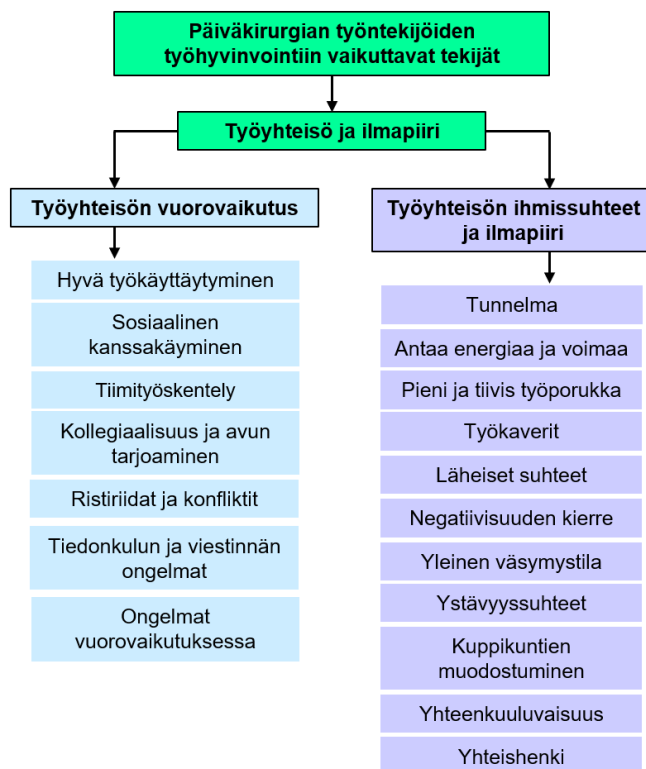 Päiväkirurgian työntekijöiden
työhyvinvointiin vaikuttavat tekijät
Työyhteisö ja ilmapiiri
Työyhteisön vuorovaikutus
Hyvä työkäyttäytyminen
Sosiaalinen
kanssakäyminen
Tiimityöskentely
Kollegiaalisuus ja avun
tarjoaminen
Ristiriidat ja konfliktit
Tiedonkulun ja viestinnän
ongelmat
Ongelmat
vuorovaikutuksessa
Työyhteisön ihmissuhteet
ja ilmapiiri
Tunnelma
Antaa energiaa ja voimaa
Pieni ja tiivis työporukka
Työkaverit
Läheiset suhteet
Negatiivisuuden kierre
Yleinen väsymystila
Ystävyyssuhteet
Kuppikuntien
muodostuminen
Yhteenkuuluvaisuus
Yhteishenki